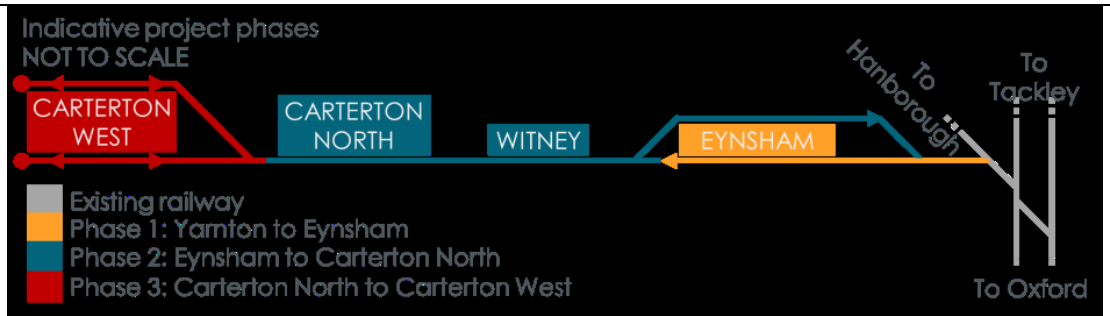 Indicative project phases
NOT TO SCALE
CARTERTON
WEST
CARTERTON
NORTH
WITNEY
EYNSHAM
To
Hanborough
To
Tackley
Existing railway
Phase 1: Yarnton to Eynsham
Phase 2: Eynsham to Carterton North
Phase 3: Carterton North to Carterton West
To Oxford